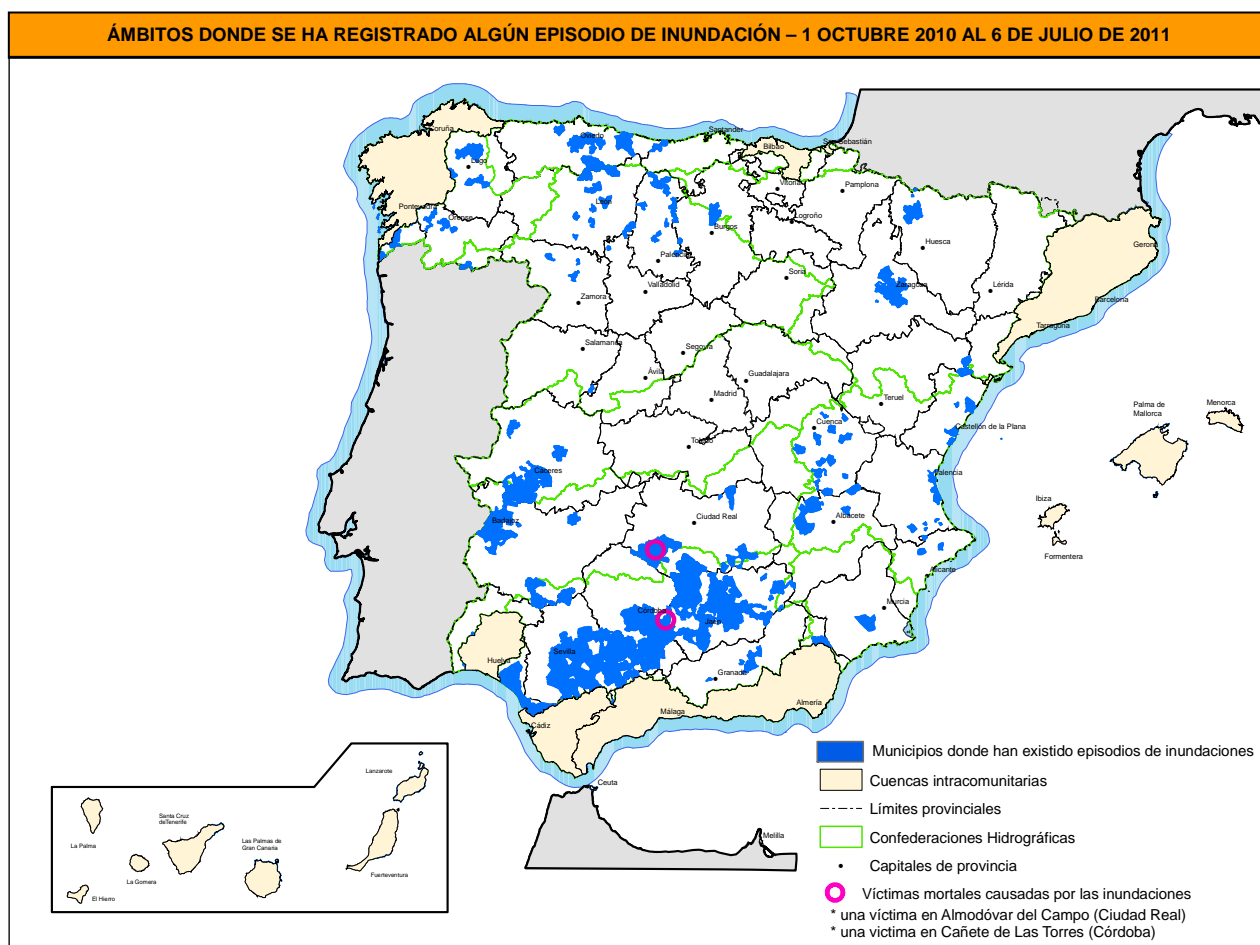 ÁMBITOS DONDE SE HA REGISTRADO ALGÚN EPISODIO DE INUNDACIÓN – 1 OCTUBRE 2010 AL 6 DE JULIO DE 2011
Coruña
Lugo
Oviedo
Santander
Bilbao
San Sebastián
Vitoria
Pamplona
Pontevedra
Orense
León
Burgos
Logroño
Huesca
Gerona
Palencia
Soria
Zaragoza
Lérida
Barcelona
Zamora
Valladolid
Tarragona
Salamanca
Segovia
Ávila
Guadalajara
Madrid
Teruel
Palma de
Mallorca
Menorca
Cuenca
Castellón de la Plana
Toledo
Cáceres
Valencia
Ibiza
Badajoz
Ciudad Real
Albacete
Formentera
Alicante
Murcia
Córdoba
Jaén
Sevilla
Huelva
Granada
Almería
Málaga
Cádiz
Ceuta
Melilla
Lanzarote
Santa Cruz
deTenerife
La Palma
Las Palmas de
Gran Canaria
La Gomera
Fuerteventura
El Hierro
Municipios donde han existido episodios de inundaciones
Cuencas intracomunitarias
Límites provinciales
Confederaciones Hidrográficas
Capitales de provincia
Víctimas mortales causadas por las inundaciones
* una víctima en Almodóvar del Campo (Ciudad Real)
* una victima en Cañete de Las Torres (Córdoba)